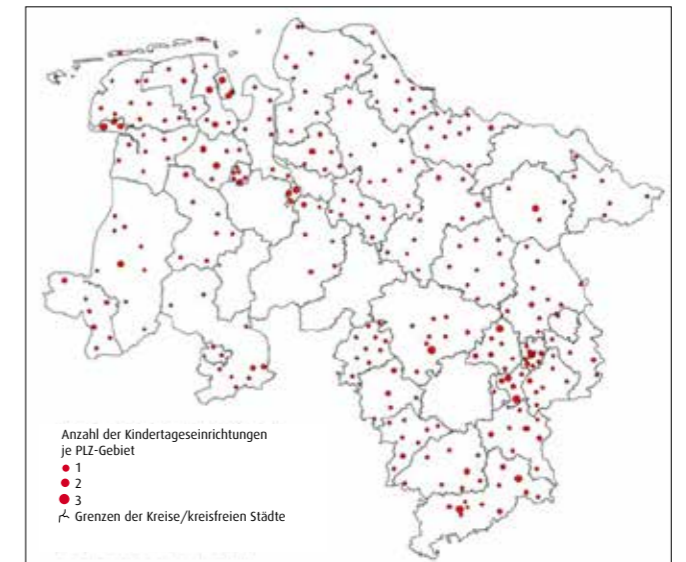 Anzahl der Kindertageseinrichtungen
je PLZ-Gebiet
1
2
3
Grenzen der Kreise/kreisfreien Städte